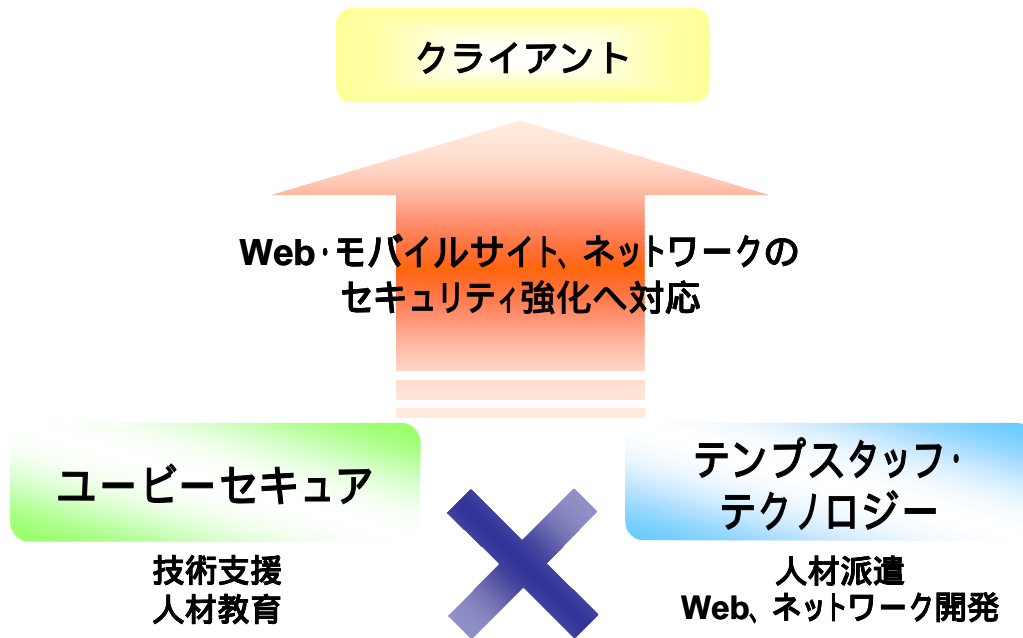 クライアント
Web・モバイルサイト、ネットワークの
セキュリティ強化へ対応
ユービーセキュア
技術支援
人材教育
テンプスタッフ・
テクノロジー
人材派遣
Web、ネットワーク開発